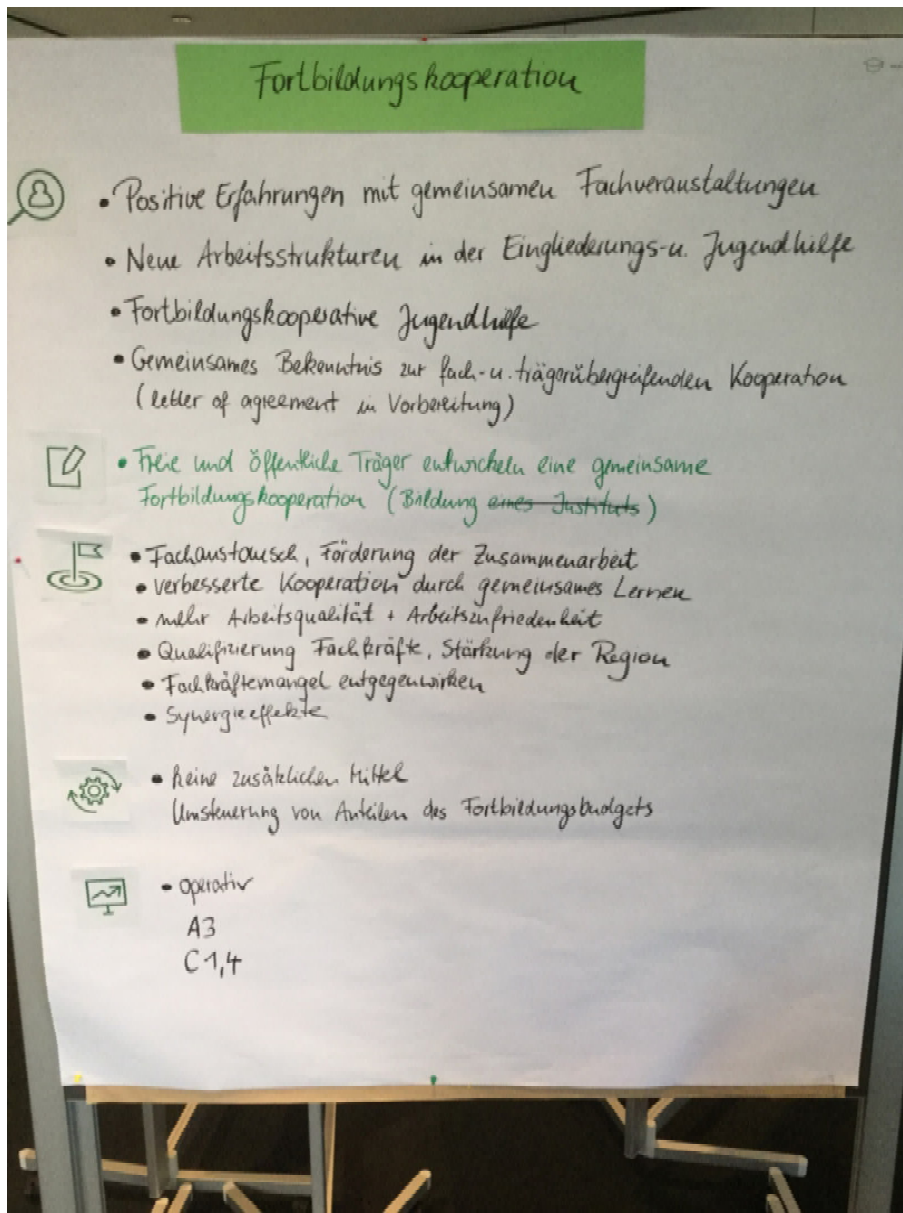 Fortbildungskooperation
• Positive Erfahrungen mit gemeinsamen Fachveranstaltungen
• Neue Arbeitsstrukturen in der Eingliederungs-u. Jugendhilfe
• Fortbildungskooperative Jugendhilfe
• Gemeinsames Bekenntnis zur fach-u. trägerübergreifenden Kooperation
(letter of agreement in Vorbereitung)
• Freie und öffentliche Träger entwickeln eine gemeinsame
Fortbildungskooperation (Bildung eines Instituts)
• Fachaustausch, Förderung der Zusammenarbeit
• verbesserte Kooperation durch gemeinsames Lernen
• mehr Arbeitsqualität + Arbeitszufriedenheit
• Qualifizierung Fachkräfte, Stärkung der Region
• Fachkräftemangel entgegenwirken
• Synergieeffekte
• keine zusätzlichen Mittel
Umsteuerung von Anteilen des Fortbildungsbudgets
• operativ
A3
C1,4